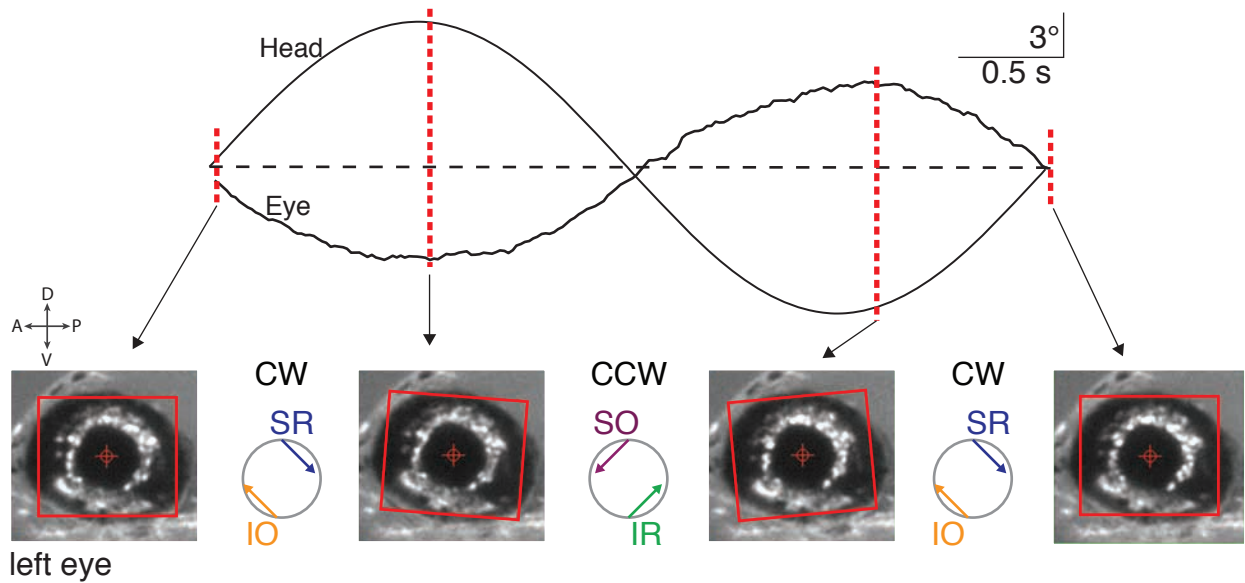 Head
3°
0.5 s
Eye
D
A P
V
CW CCW CW
SR SO SR
IO IR IO
left eye